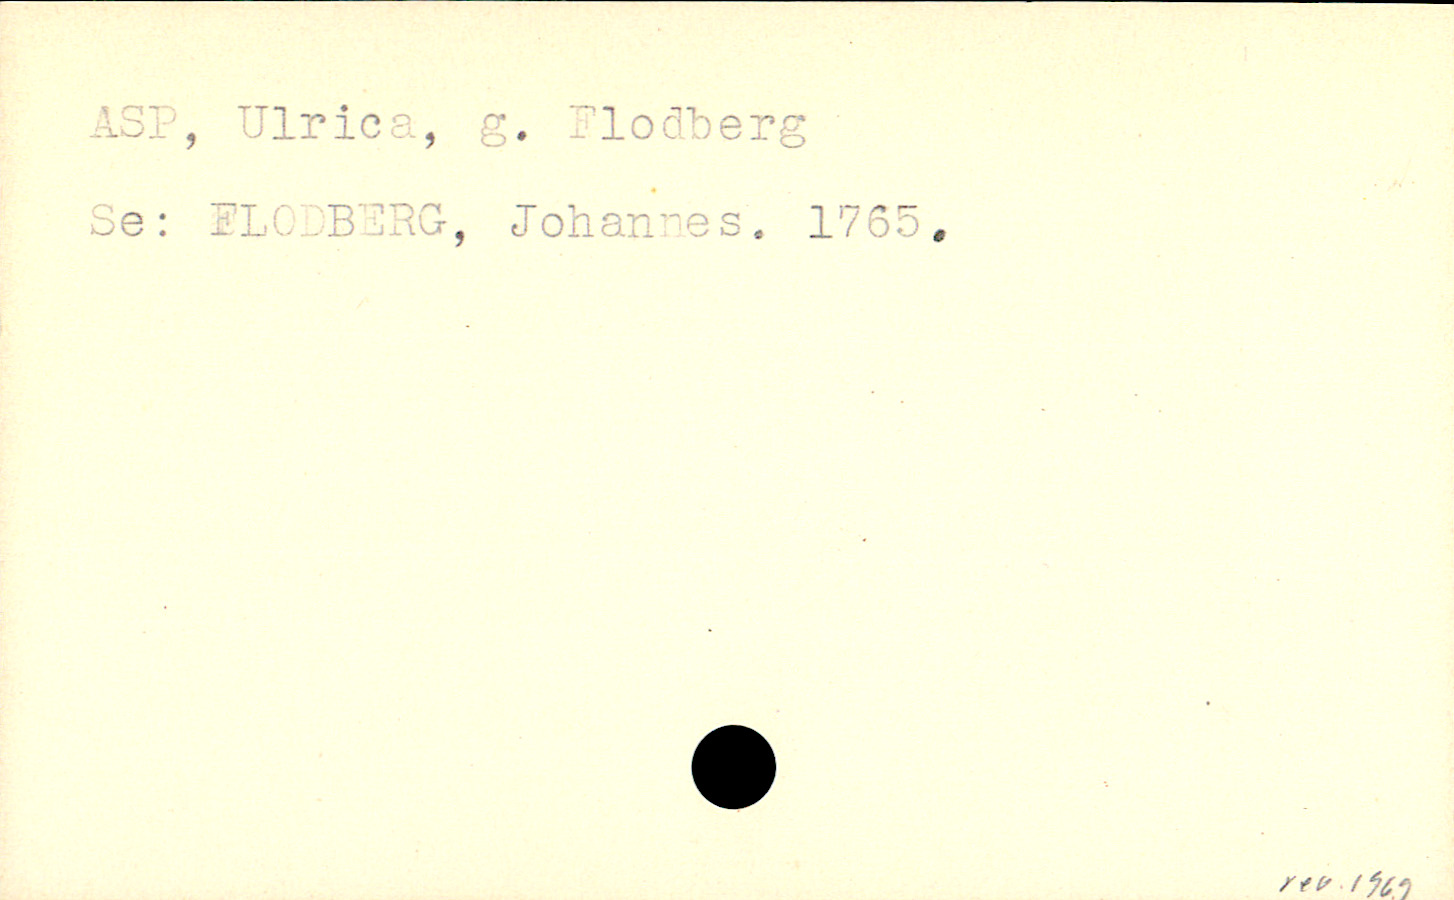 ASP, Ulrica, g. Flodberg
Se: FLODBERG, Johannes. 1765.
rev. 1969